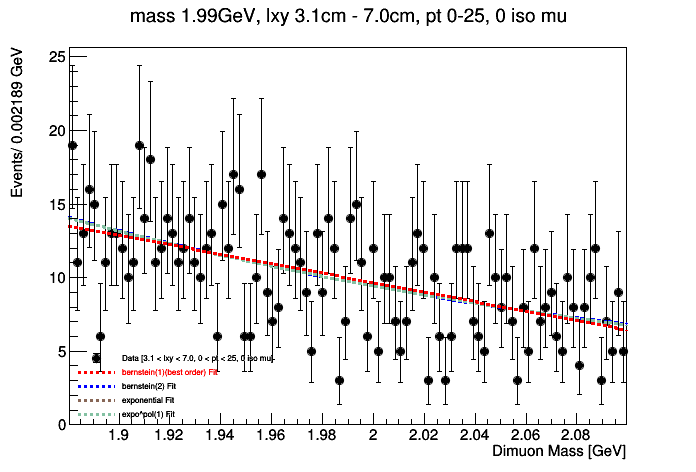 mass 1.99GeV, lxy 3.1cm - 7.0cm, pt 0-25, 0 iso mu
Events/ 0.002189 GeV
25
20
15
10
5
0
Data [3.1 < lxy < 7.0, 0 < pt < 25, 0 iso mu]
bernstein(1)(best order) Fit
bernstein(2) Fit
exponential Fit
expo*pol(1) Fit
1.9 1.92 1.94 1.96 1.98 2 2.02 2.04 2.06 2.08
Dimuon Mass [GeV]